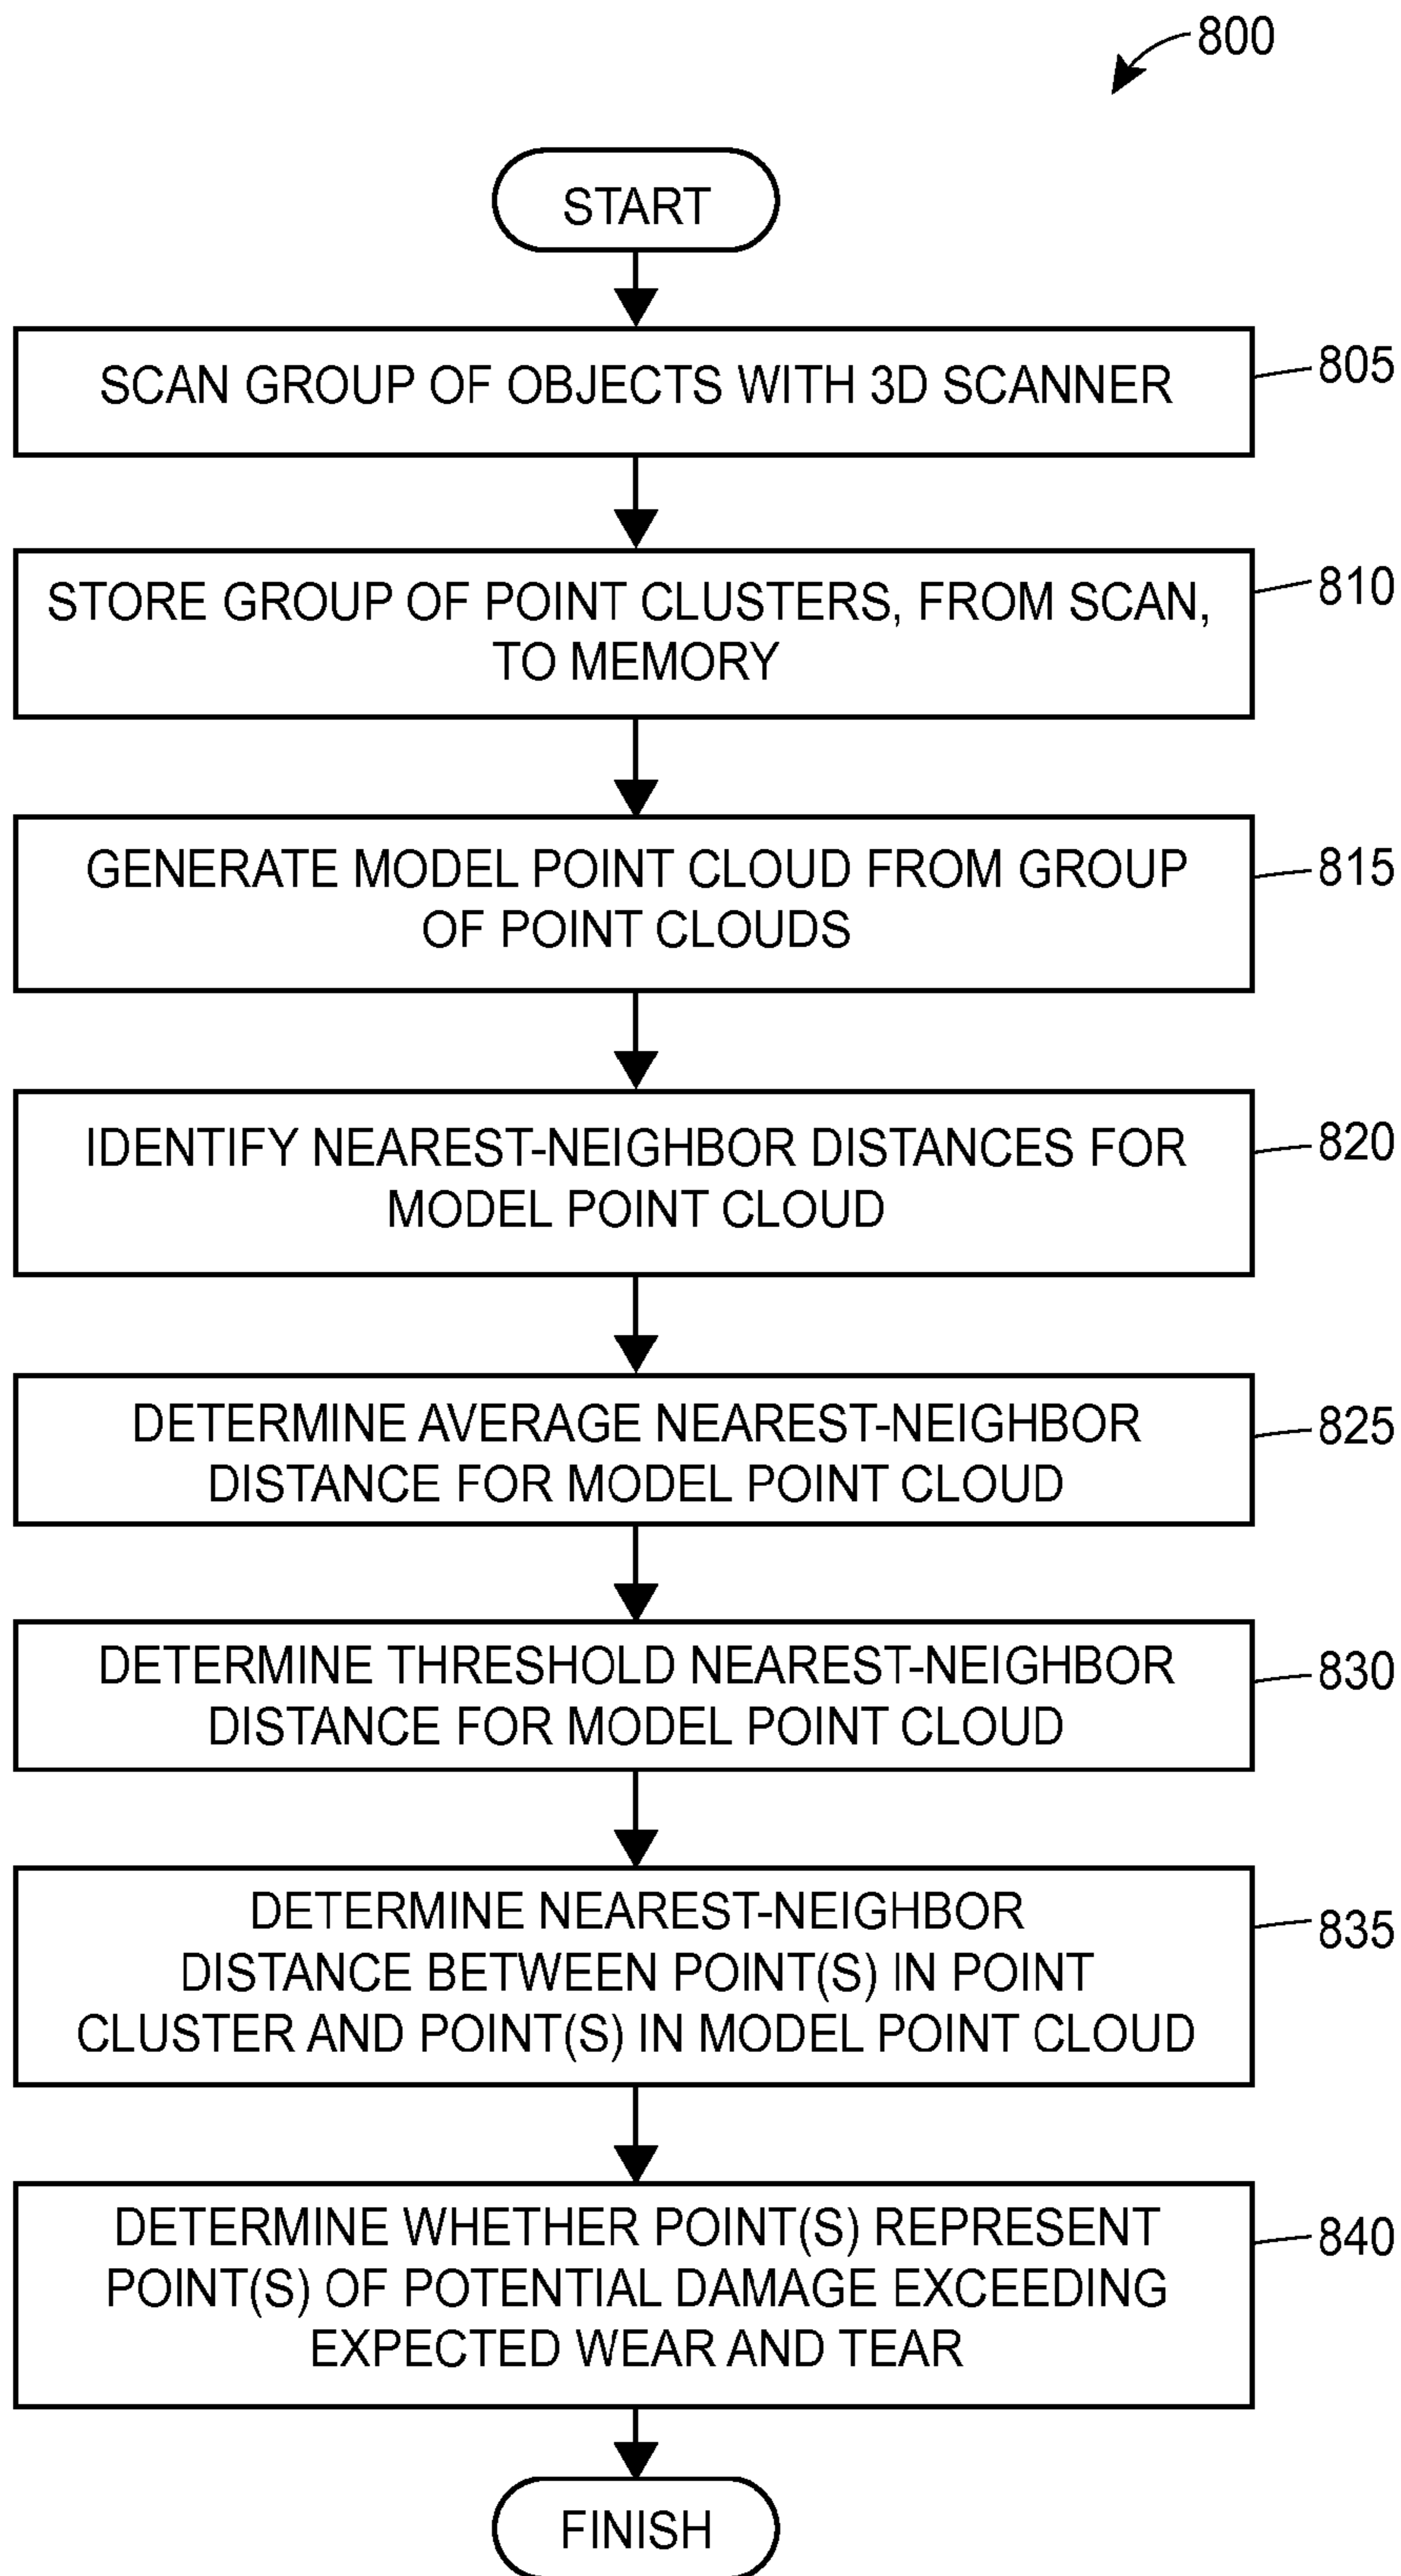 800
START
SCAN GROUP OF OBJECTS WITH 3D SCANNER
805
STORE GROUP OF POINT CLUSTERS, FROM SCAN,
TO MEMORY
810
GENERATE MODEL POINT CLOUD FROM GROUP
OF POINT CLOUDS
815
IDENTIFY NEAREST-NEIGHBOR DISTANCES FOR
MODEL POINT CLOUD
820
DETERMINE AVERAGE NEAREST-NEIGHBOR
DISTANCE FOR MODEL POINT CLOUD
825
DETERMINE THRESHOLD NEAREST-NEIGHBOR
DISTANCE FOR MODEL POINT CLOUD
830
DETERMINE NEAREST-NEIGHBOR
DISTANCE BETWEEN POINT(S) IN POINT
CLUSTER AND POINT(S) IN MODEL POINT CLOUD
835
DETERMINE WHETHER POINT(S) REPRESENT
POINT(S) OF POTENTIAL DAMAGE EXCEEDING
EXPECTED WEAR AND TEAR
840
FINISH